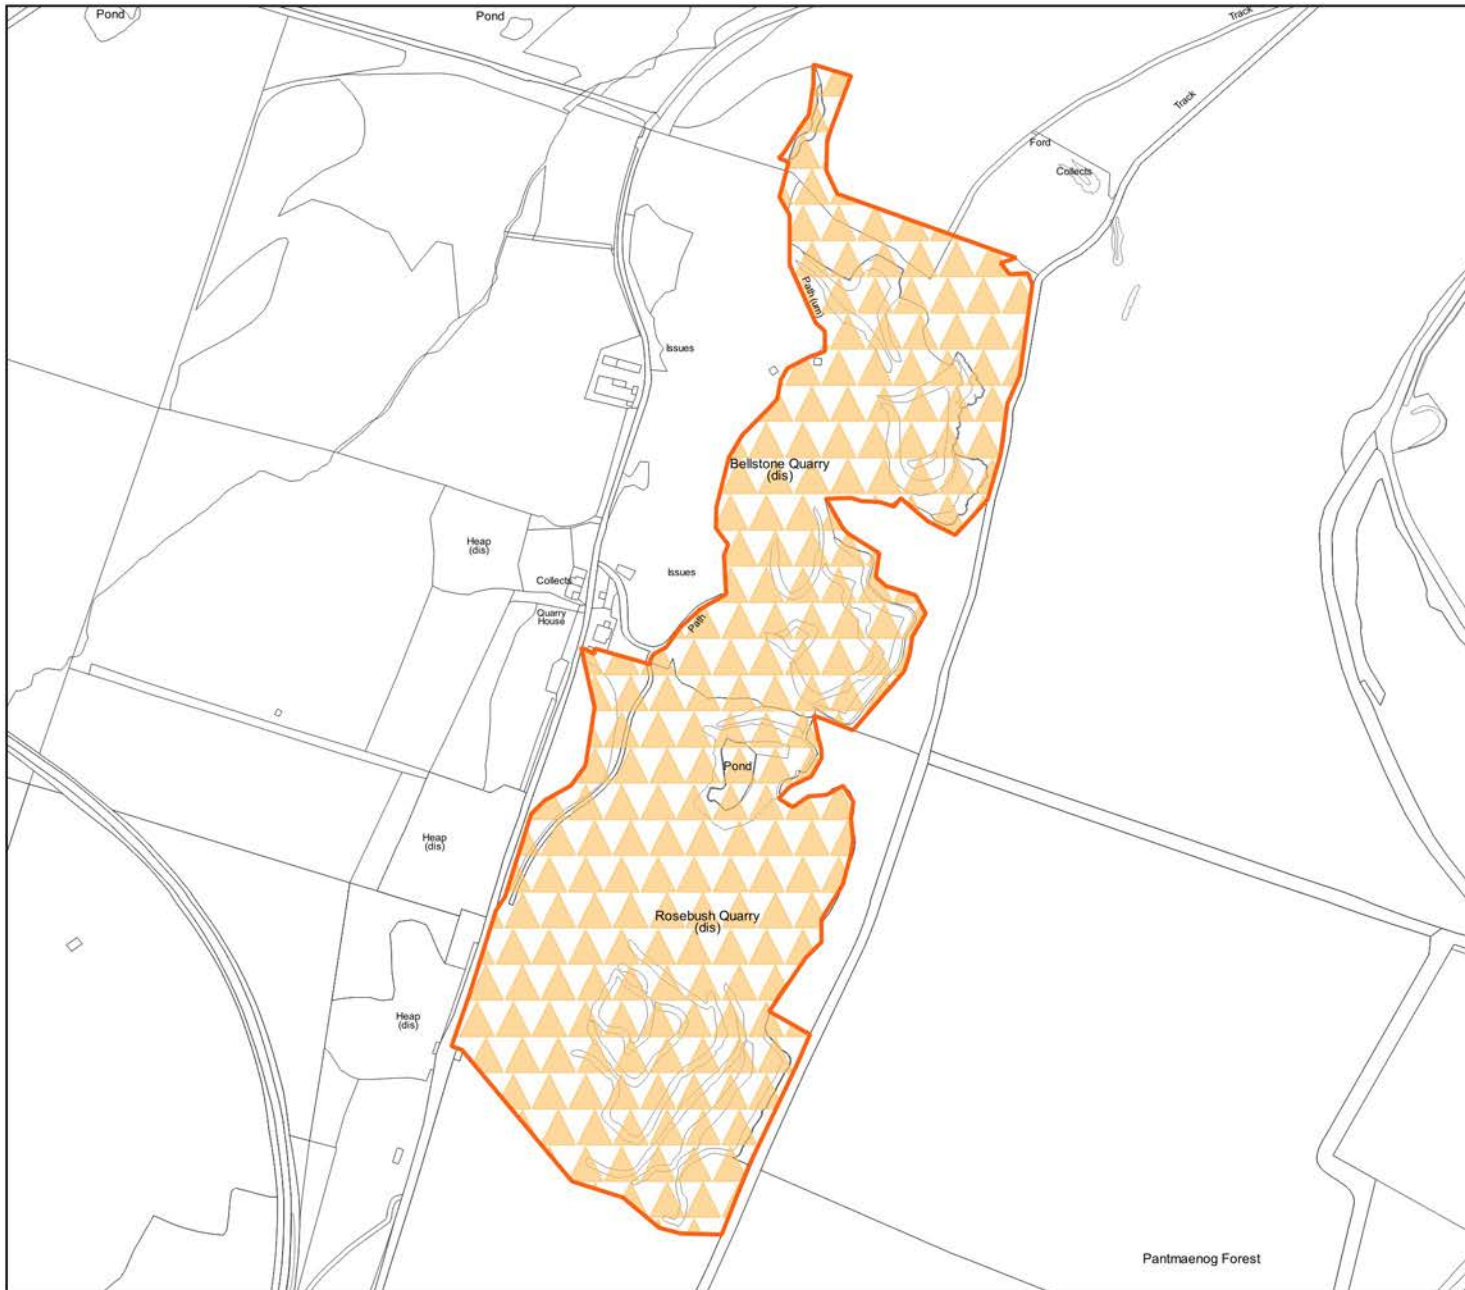 Pond
Pond
Track
Track
Ford
Collects
Path (um)
Issues
Bellstone Quarry
(dis)
Heap
(dis)
Collects
Issues
Quarry
House
Path
Pond
Heap
(dis)
Rosebush Quarry
(dis)
Heap
(dis)
Pantmaenog Forest